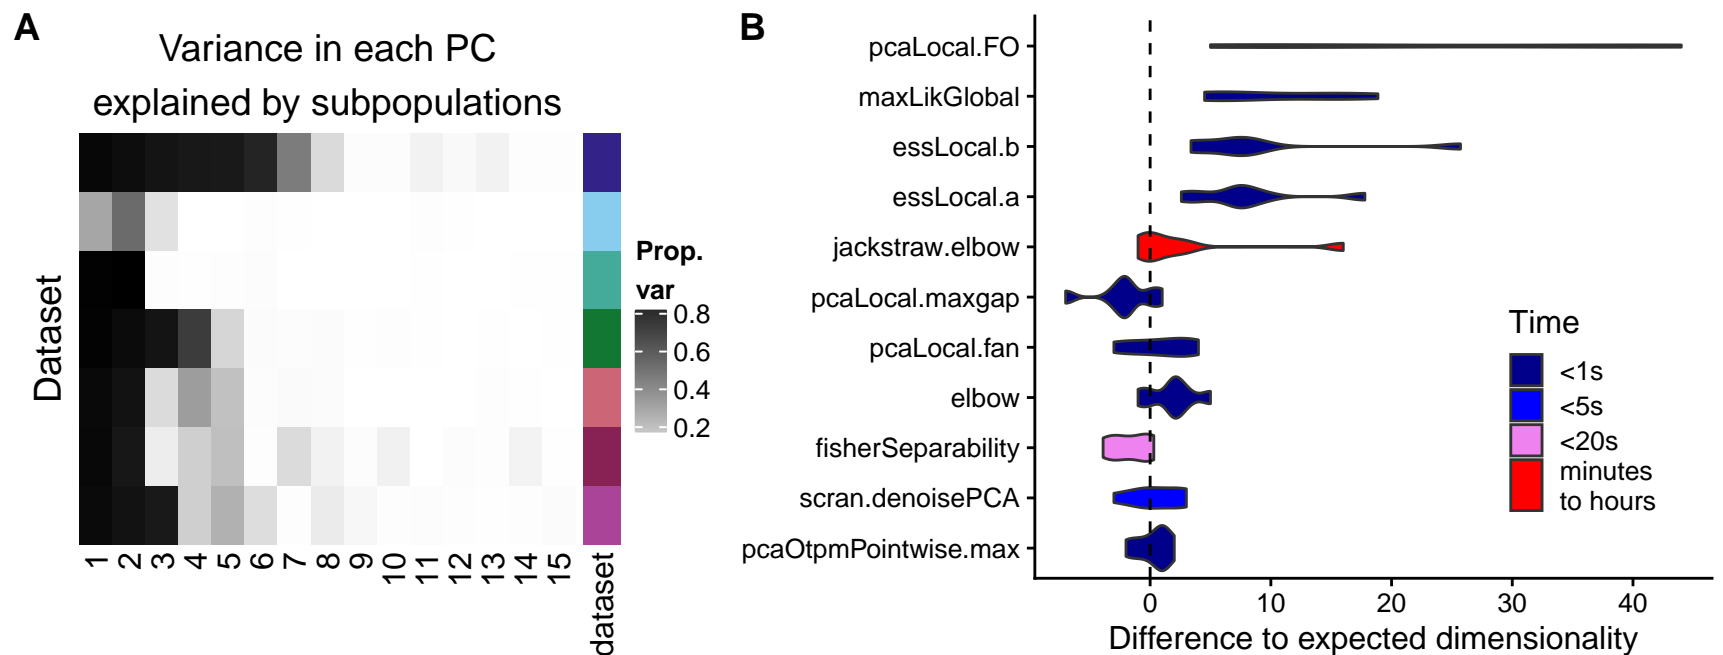 A
Variance in each PC
explained by subpopulations
Dataset
1 2 3 4 5 6 7 8 9 10 11 12 13 14 15
dataset
Prop.
var
0.8
0.6
0.4
0.2
B
pcaLocal.FO
maxLikGlobal
essLocal.b
essLocal.a
jackstraw.elbow
pcaLocal.maxgap
pcaLocal.fan
elbow
fisherSeparability
scran.denoisePCA
pcaOtpmPointwise.max
0 10 20 30 40
Difference to expected dimensionality
Time
<1s
<5s
<20s
minutes
to hours